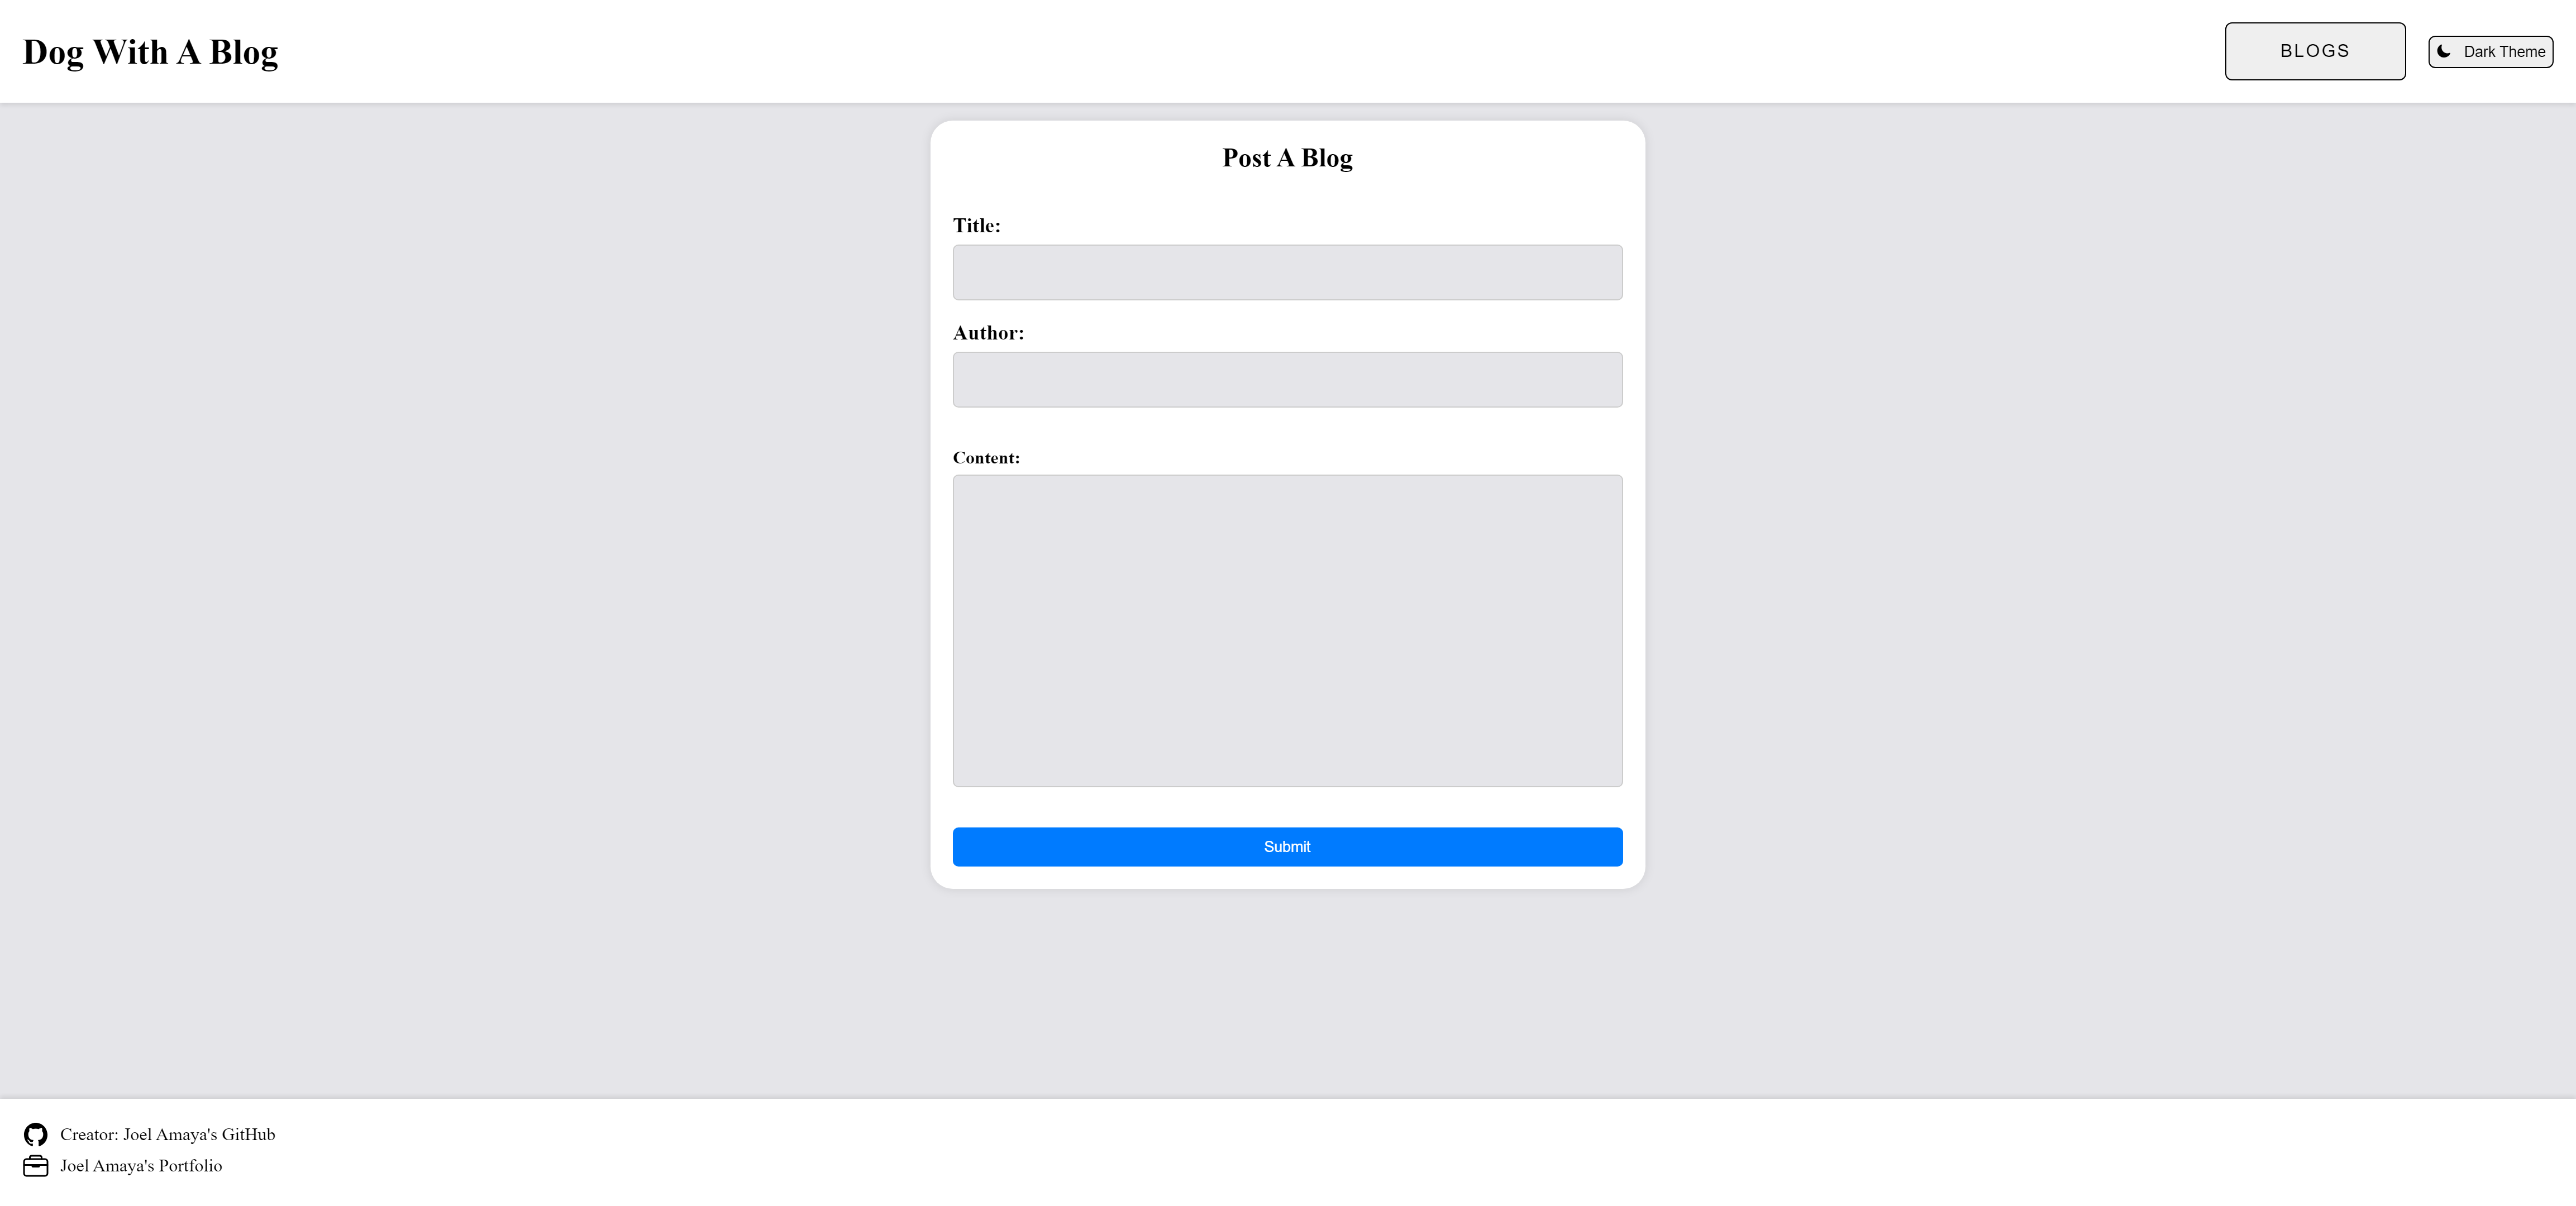 Dog With A Blog
BLOGS
Dark Theme
Post A Blog
Title:
Author:
Content:
Submit
Creator: Joel Amaya's GitHub
Joel Amaya's Portfolio